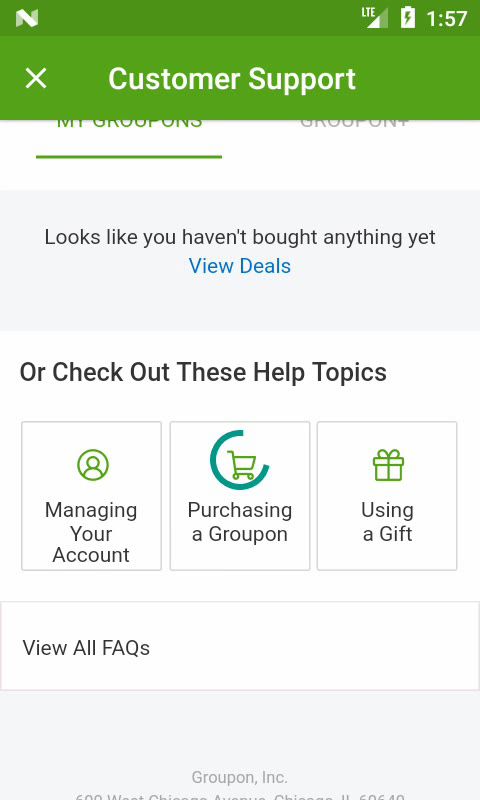 LTE 1:57
Customer Support
MY GROUPONS GROUPON+
Looks like you haven't bought anything yet
View Deals
Or Check Out These Help Topics
Managing Your Account
Purchasing a Groupon
Using a Gift
View All FAQs
Groupon, Inc.
600 West Chicago Avenue, Chicago, IL 60640